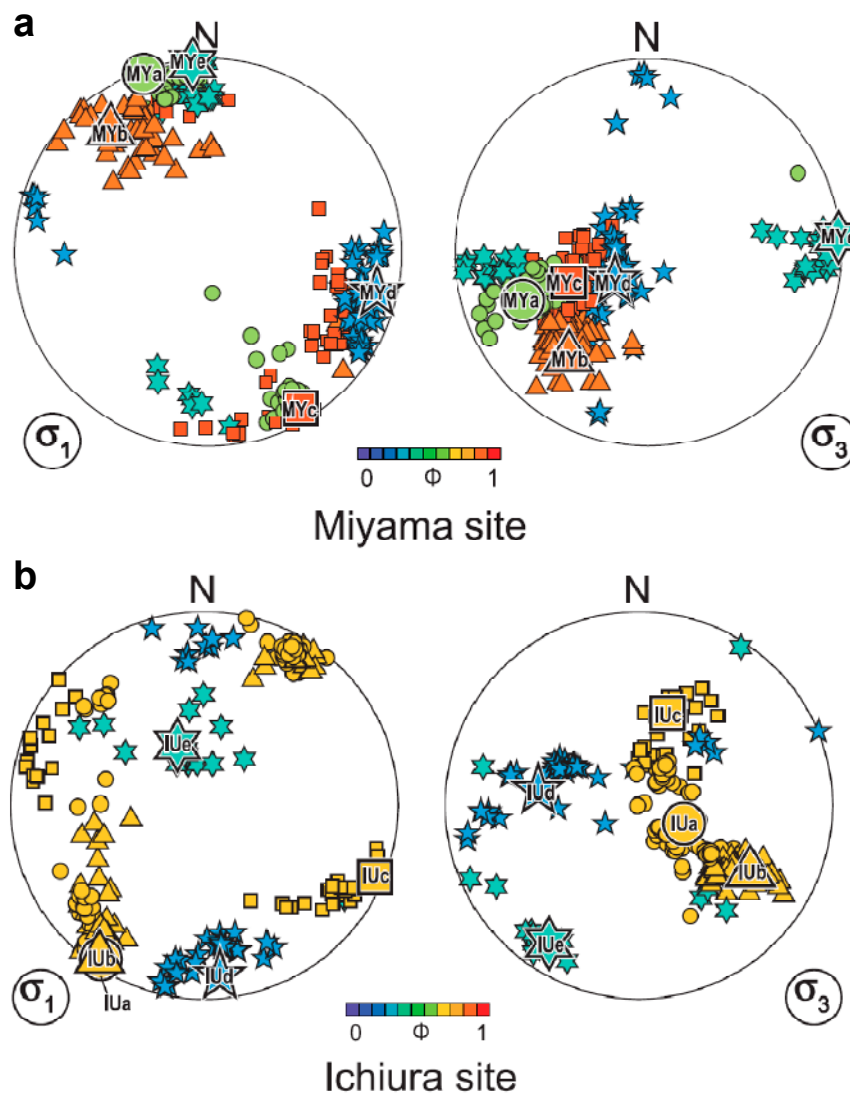 a
N
N
MYa
MYe
MYb
MYd
MYc
MYa
MYc
MYd
MYb
σ1
σ3
0 Φ 1
Miyama site
b
N
N
IUe
IUc
IUb
IUd
IUa
IUc
IUd
IUa
IUb
IUe
σ1
σ3
0 Φ 1
Ichiura site